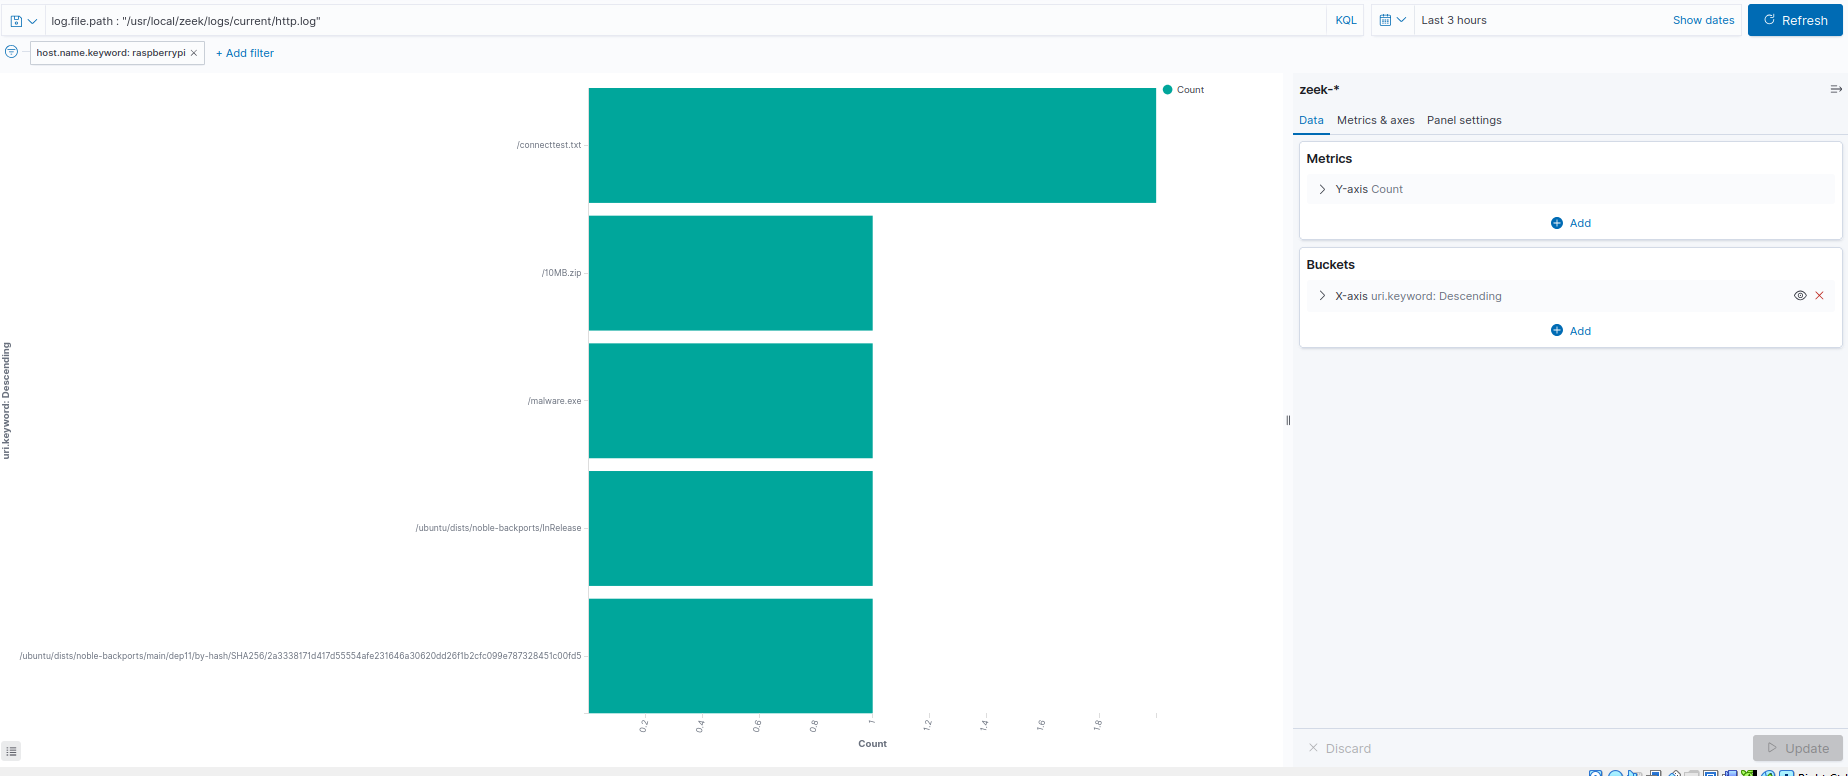 log.file.path : "/usr/local/zeek/logs/current/http.log"
KQL
Last 3 hours
Show dates
Refresh
host.name.keyword: raspberrypi ×
+ Add filter
Count
/connecttest.txt
/10MB.zip
/malware.exe
/ubuntu/dists/noble-backports/InRelease
/ubuntu/dists/noble-backports/main/dep11/by-hash/SHA256/2a3338171d417d55554afe231646a30620dd26f1b2cfc099e787328451c00fd5
uri.keyword: Descending
0.2
0.4
0.6
0.8
1
1.2
1.4
1.6
1.8
Count
zeek-*
Data
Metrics & axes
Panel settings
Metrics
Y-axis Count
Add
Buckets
X-axis uri.keyword: Descending
Add
Discard
Update